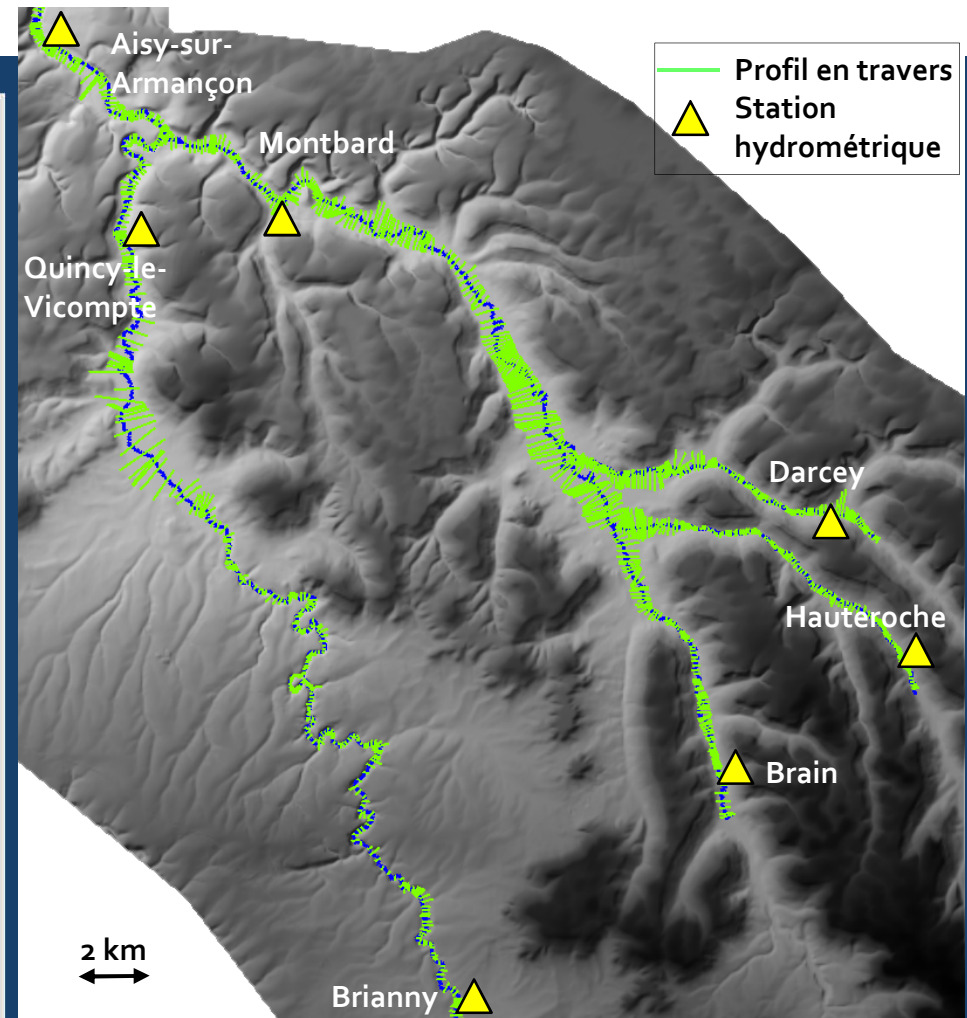 Aisy-sur-
Armançon
Profil en travers
Station
hydrométrique
Montbard
Quincy-le-
Vicompte
Darcey
Hauteroche
Brain
2 km
Brianny